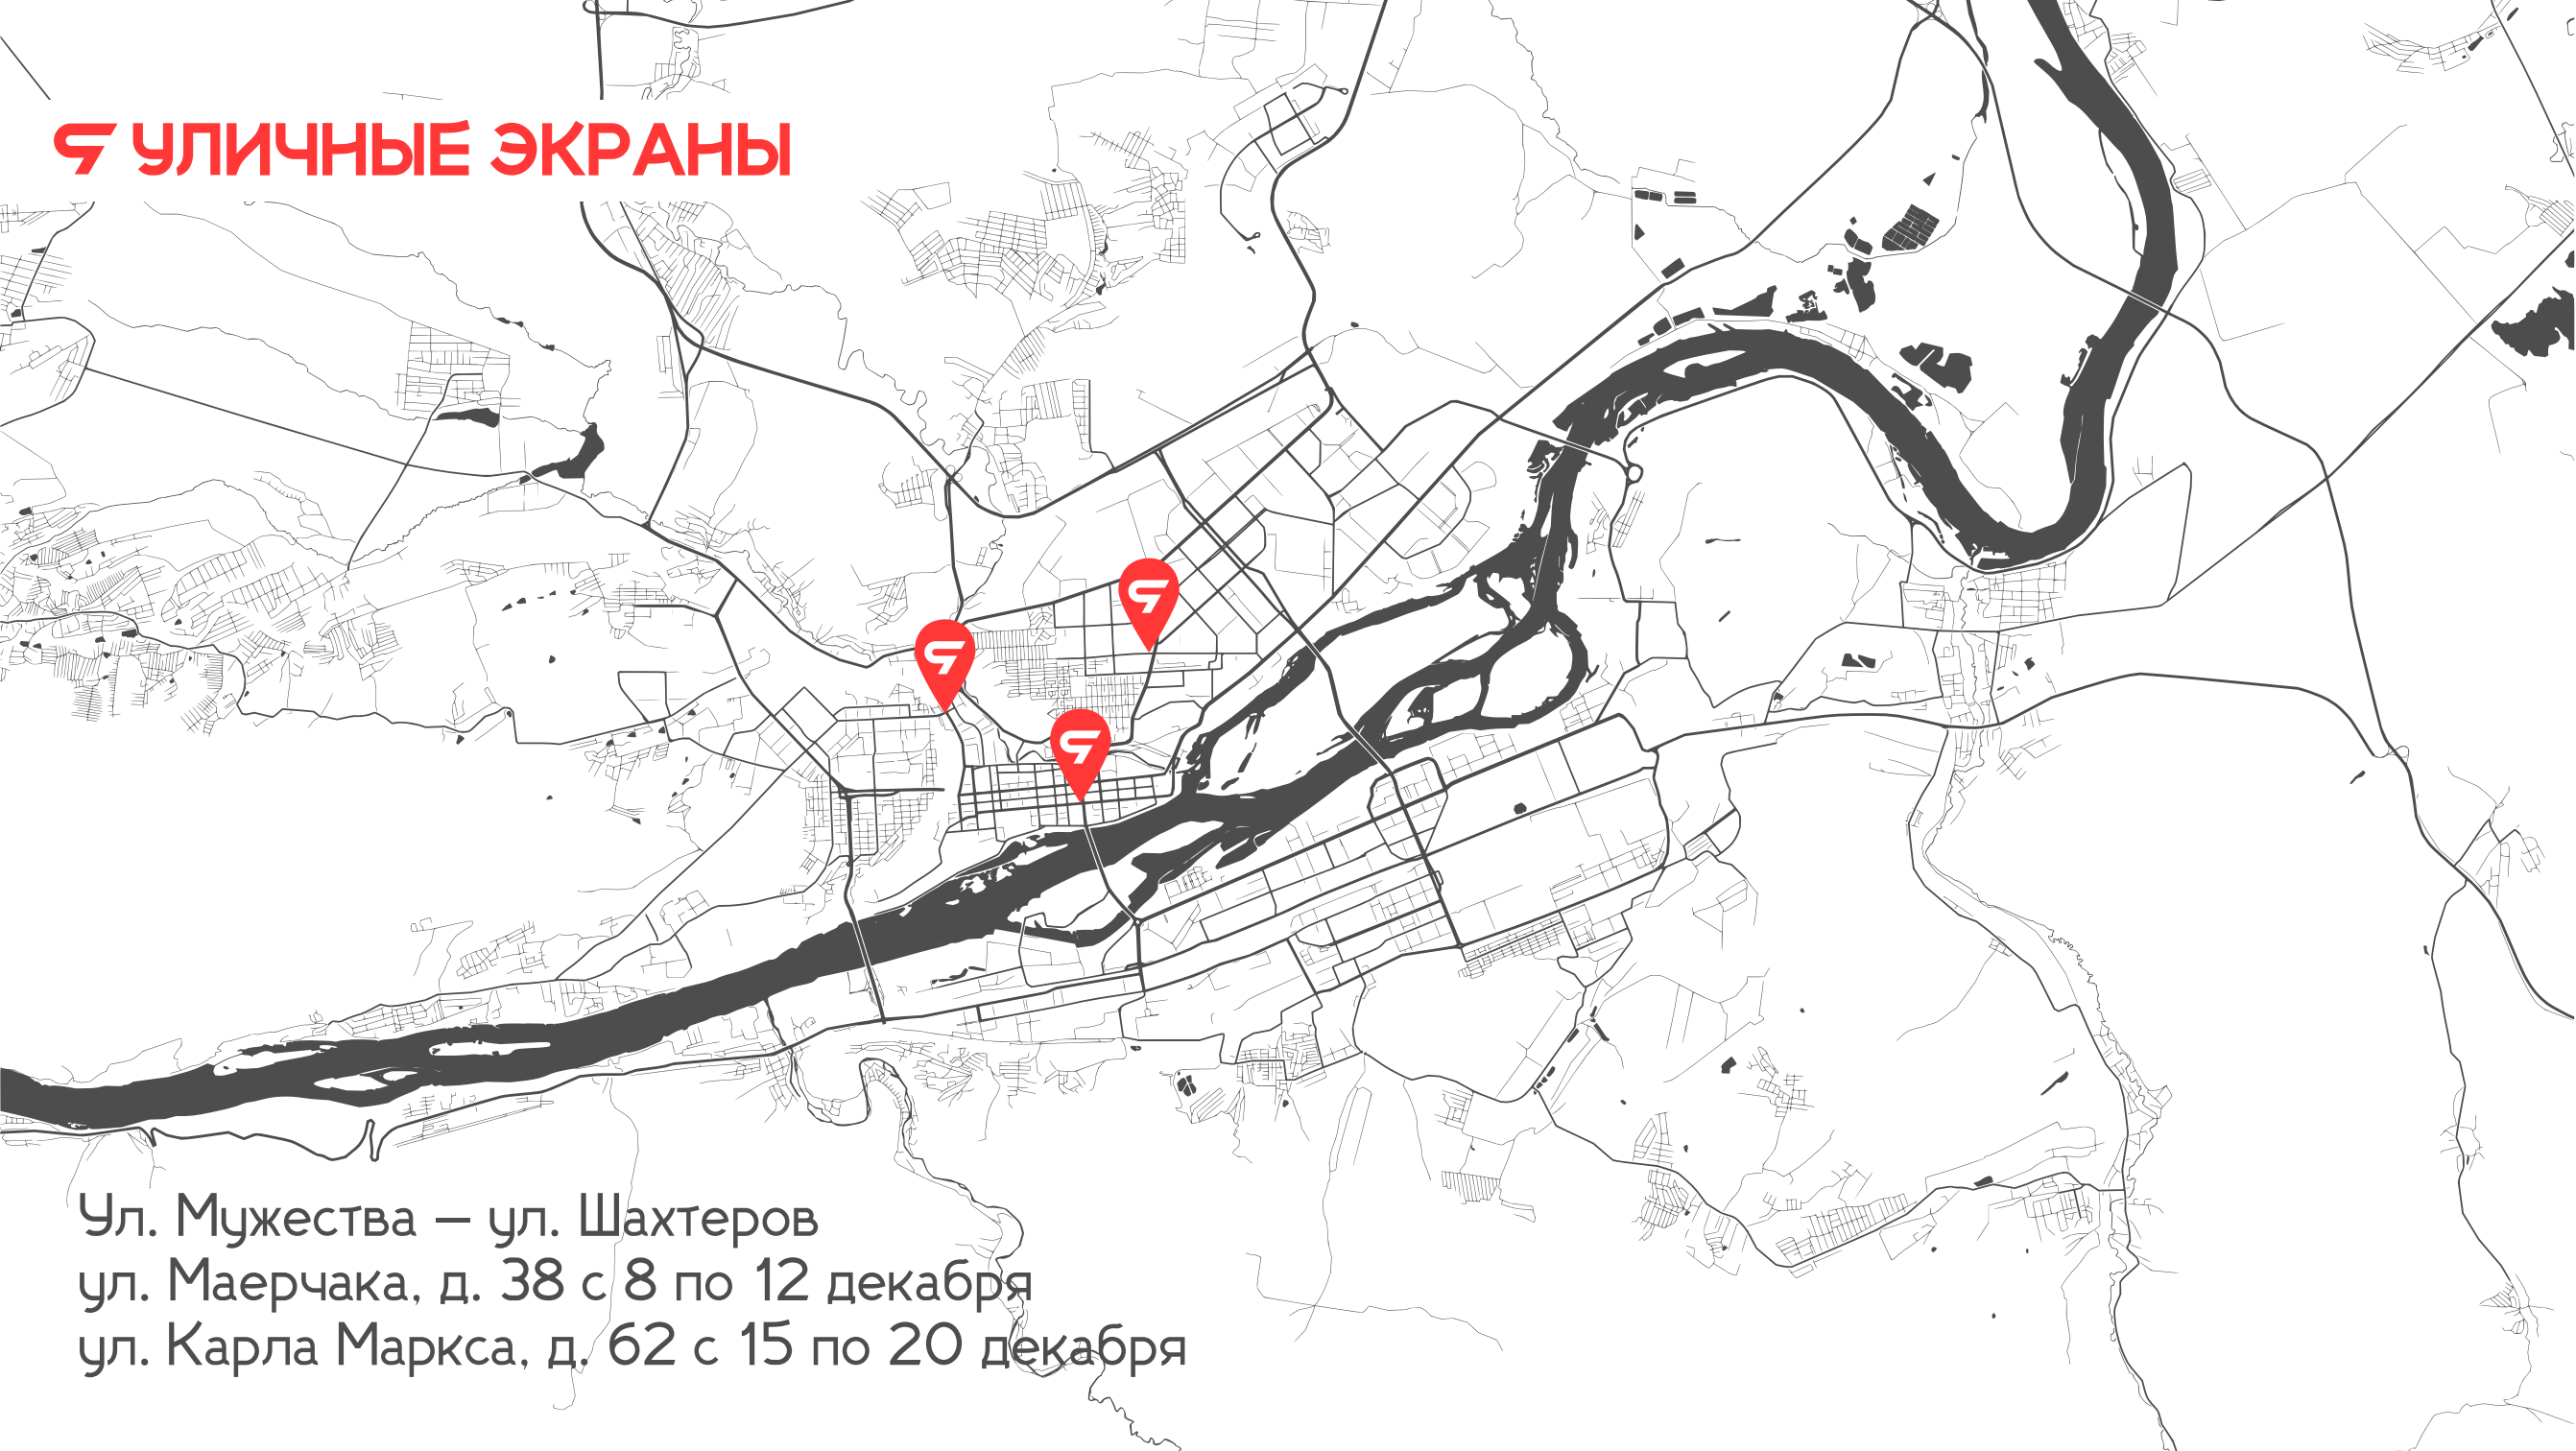 УЛИЧНЫЕ ЭКРАНЫ
Ул. Мужества — ул. Шахтеров
ул. Маерчака, д. 38 с 8 по 12 декабря
ул. Карла Маркса, д. 62 с 15 по 20 декабря